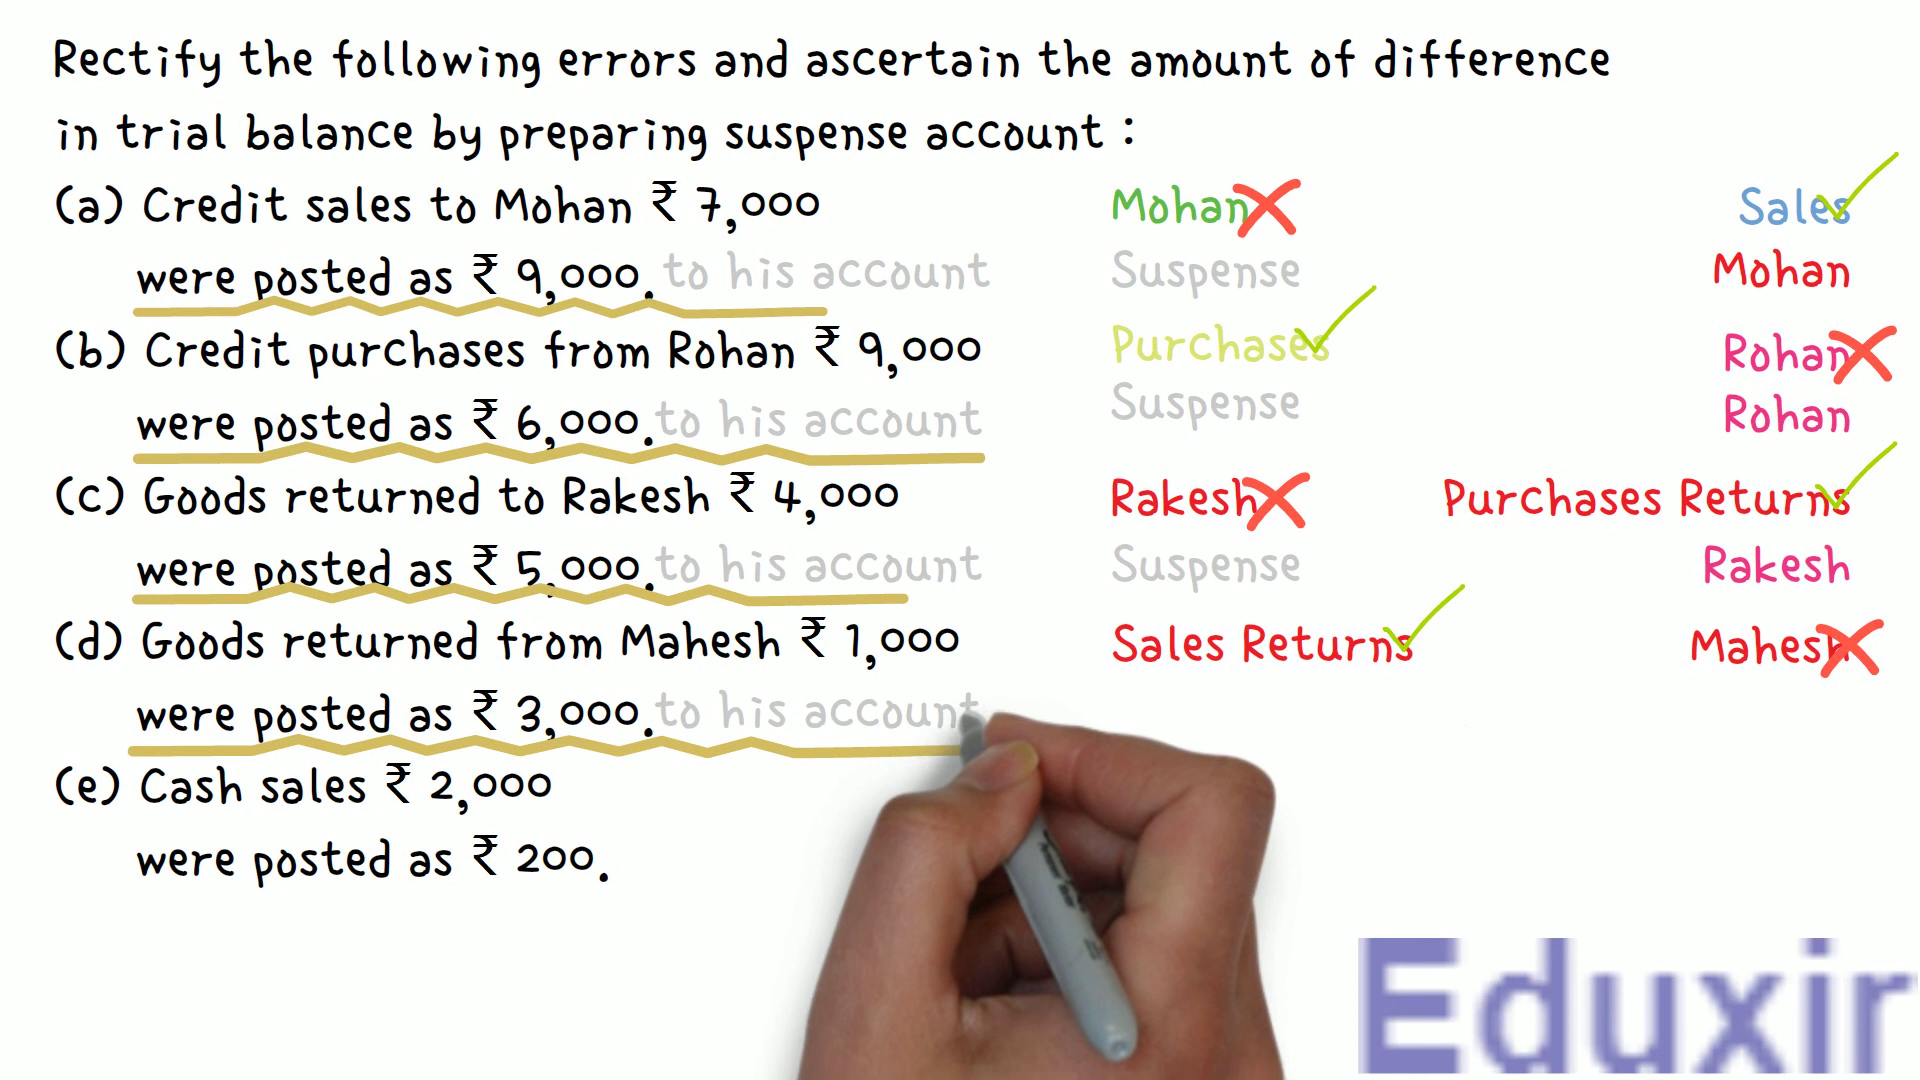 Rectify the following errors and ascertain the amount of difference
in trial balance by preparing suspense account :
(a) Credit sales to Mohan ₹ 7,000 Mohan Sales
were posted as ₹ 9,000. to his account Suspense Mohan
(b) Credit purchases from Rohan ₹ 9,000 Purchases Rohan
were posted as ₹ 6,000. to his account Suspense Rohan
(c) Goods returned to Rakesh ₹ 4,000 Rakesh Purchases Returns
were posted as ₹ 5,000. to his account Suspense Rakesh
(d) Goods returned from Mahesh ₹ 1,000 Sales Returns Mahesh
were posted as ₹ 3,000. to his account
(e) Cash sales ₹ 2,000
were posted as ₹ 200.
Eduxir